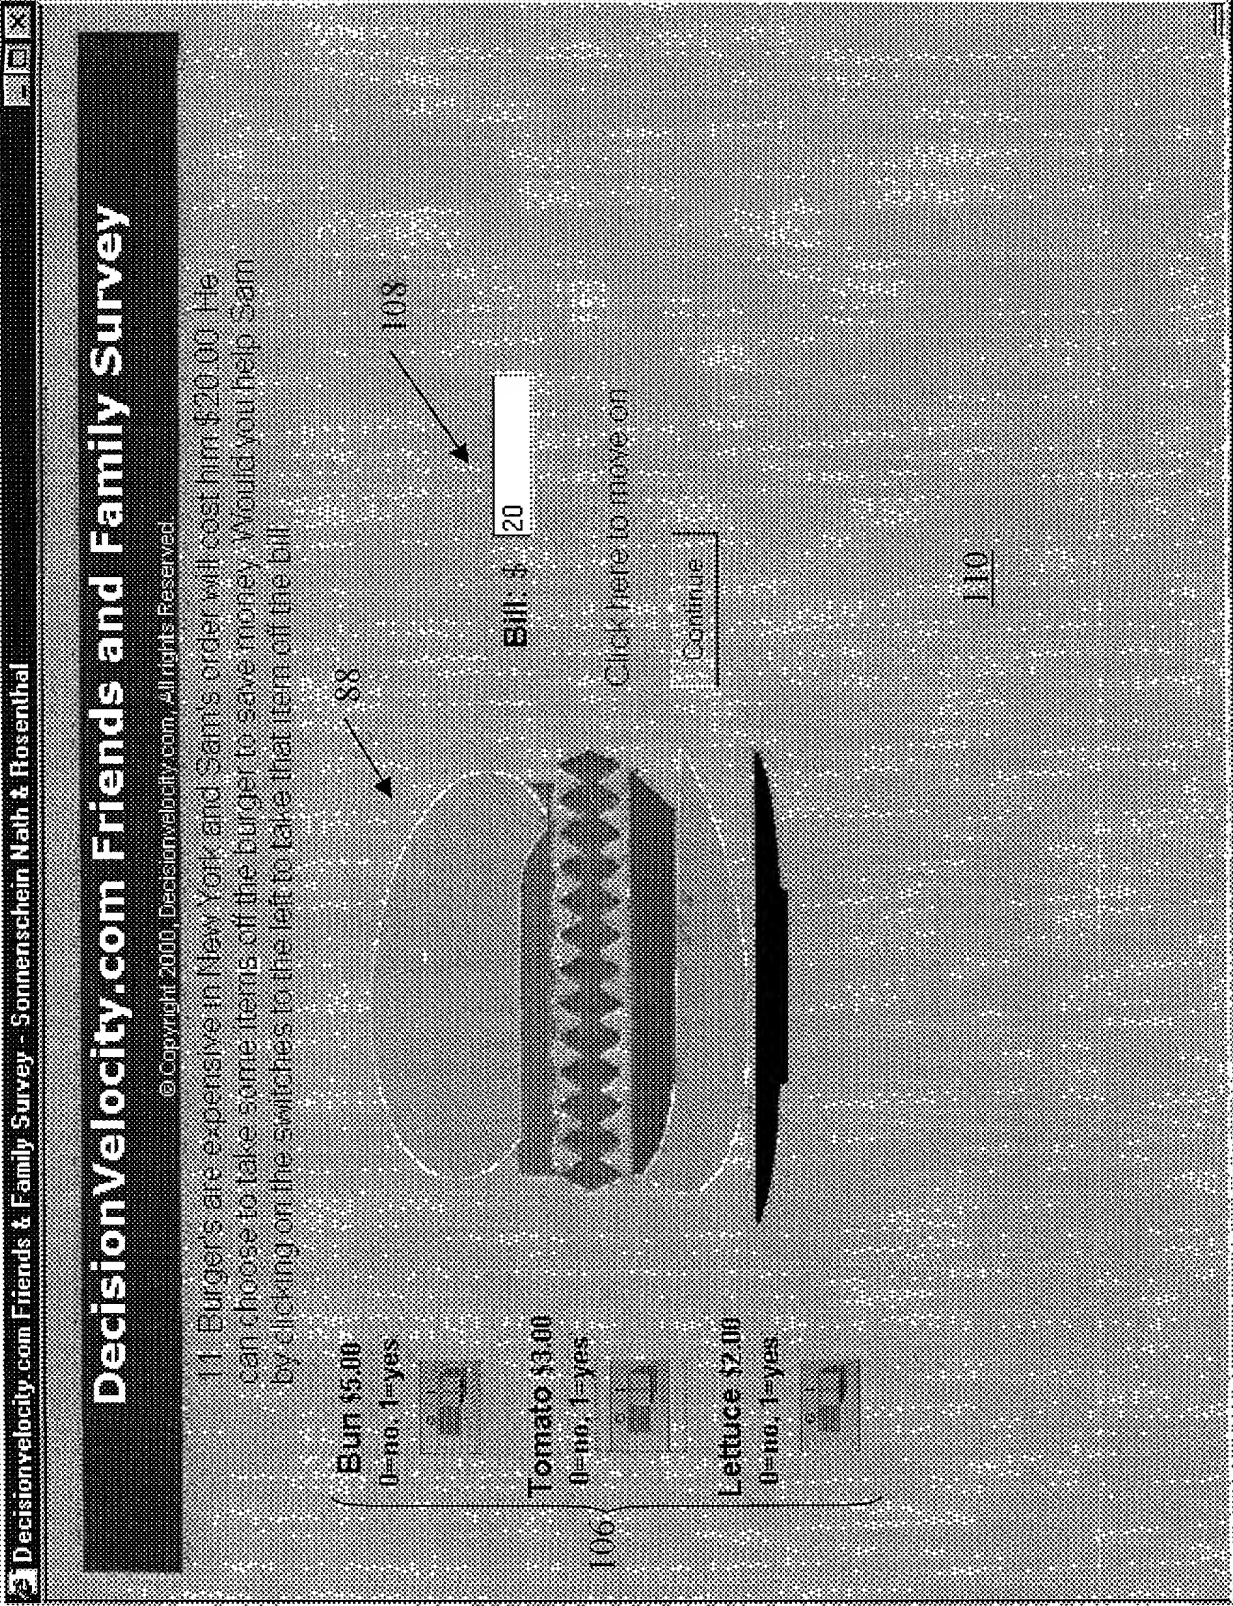 Decisionvelocity.com Friends & Family Survey - Sonnenschein Nath & Rosenthal
DecisionVelocity.com Friends and Family Survey
© Copyright 2000, Decisionvelocity.com, All rights Reserved.
11. Burger's are expensive in New York and Sam's order will cost him $20.00. He
can choose to take some items off the burger to save money. Would you help Sam
by clicking on the switches to the left to take that item off the bill
Bun $5.00
0=no, 1=yes
Tomato $3.00
0=no, 1=yes
Lettuce $2.00
0=no, 1=yes
106
88
108
Bill: $ 20
Click here to move on
Continue
110